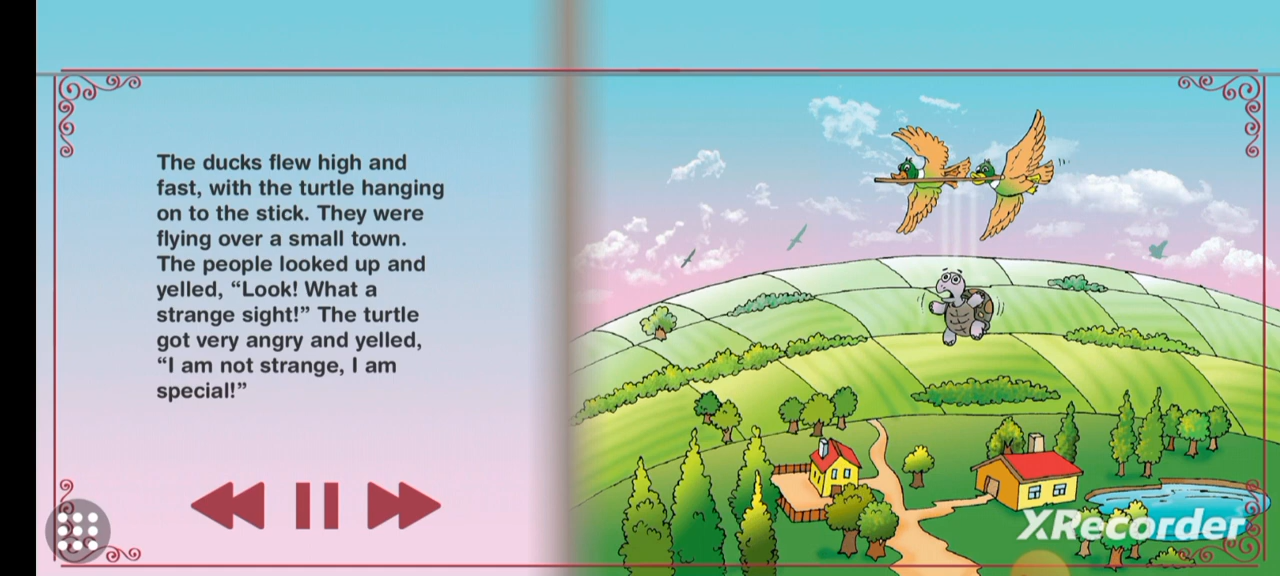 The ducks flew high and
fast, with the turtle hanging
on to the stick. They were
flying over a small town.
The people looked up and
yelled, “Look! What a
strange sight!” The turtle
got very angry and yelled,
“I am not strange, I am
special!”
XRecorder